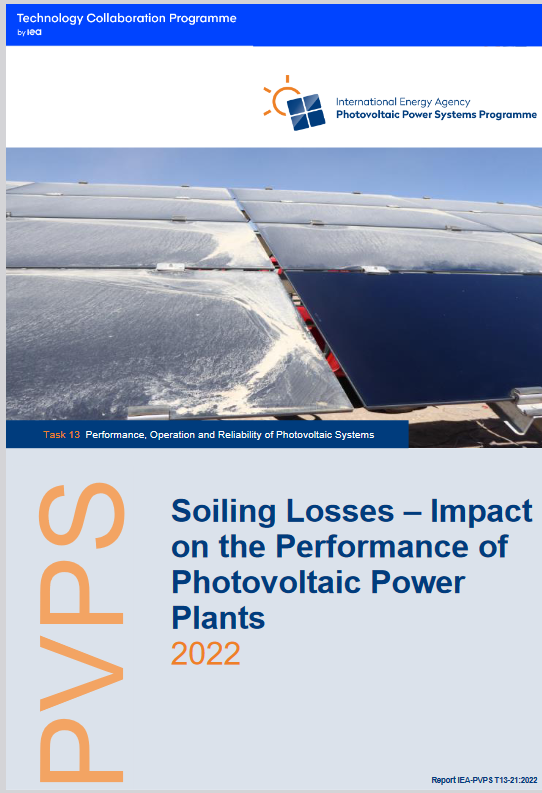 Technology Collaboration Programme
by iea
International Energy Agency
Photovoltaic Power Systems Programme
Task 13 Performance, Operation and Reliability of Photovoltaic Systems
PVPS
Soiling Losses – Impact
on the Performance of
Photovoltaic Power
Plants
2022
Report IEA-PVPS T13-21:2022